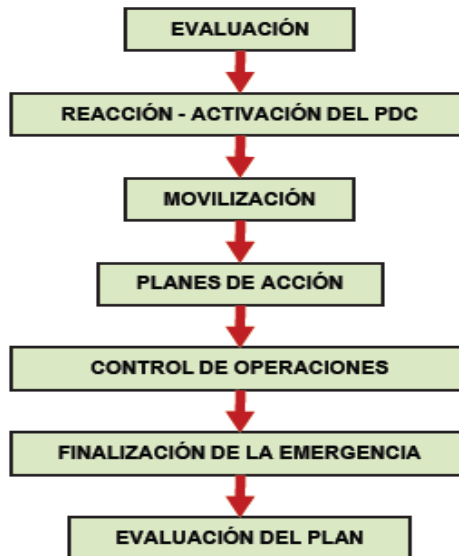 EVALUACIÓN
REACCIÓN - ACTIVACIÓN DEL PDC
MOVILIZACIÓN
PLANES DE ACCIÓN
CONTROL DE OPERACIONES
FINALIZACIÓN DE LA EMERGENCIA
EVALUACIÓN DEL PLAN